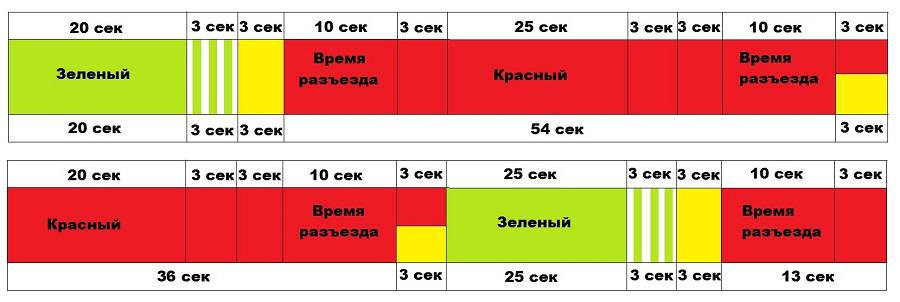 20 сек 3 сек 3 сек 10 сек 3 сек 25 сек 3 сек 3 сек 10 сек 3 сек
Зеленый Время разъезда Красный Время разъезда
20 сек 3 сек 3 сек 54 сек 3 сек
20 сек 3 сек 3 сек 10 сек 3 сек 25 сек 3 сек 3 сек 10 сек 3 сек
Красный Время разъезда Зеленый Время разъезда
36 сек 3 сек 25 сек 3 сек 3 сек 13 сек